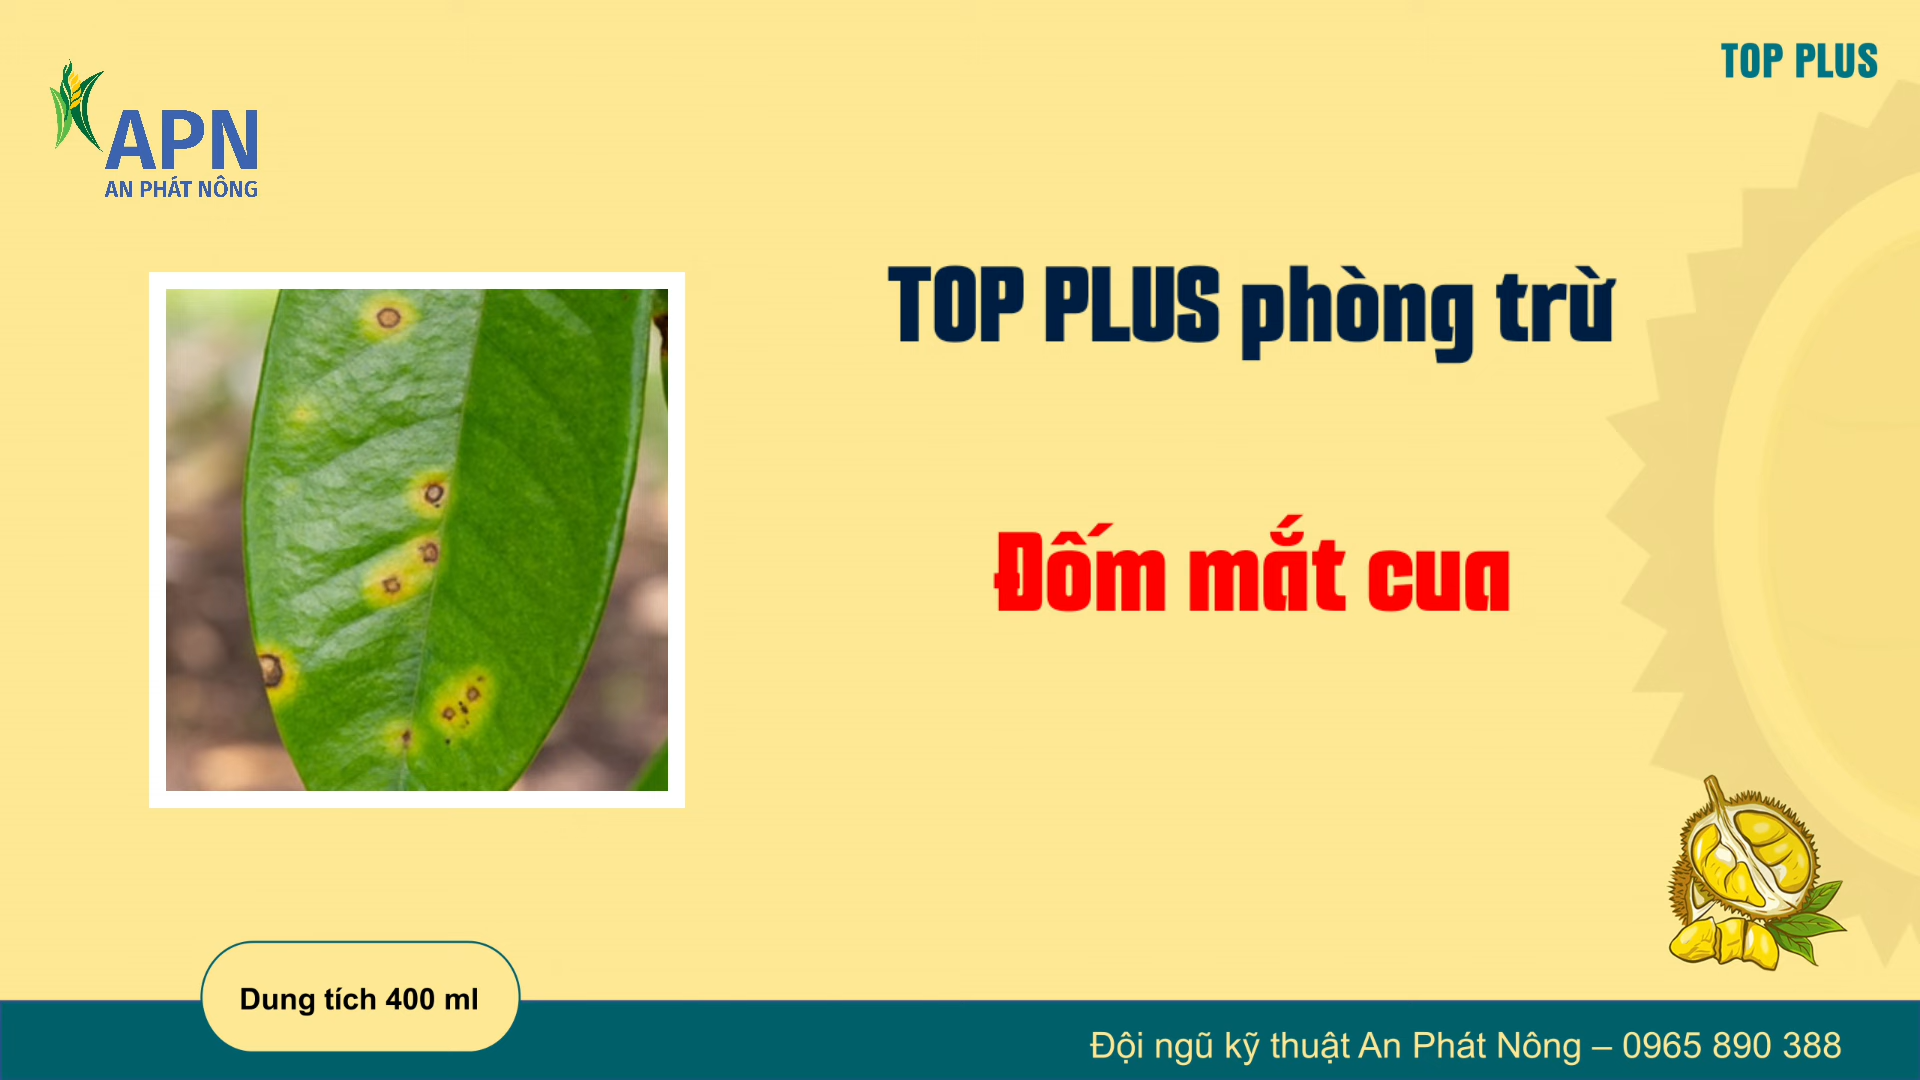 TOP PLUS
APN
AN PHÁT NÔNG
TOP PLUS phòng trừ
Đốm mắt cua
Dung tích 400 ml
Đội ngũ kỹ thuật An Phát Nông – 0965 890 388